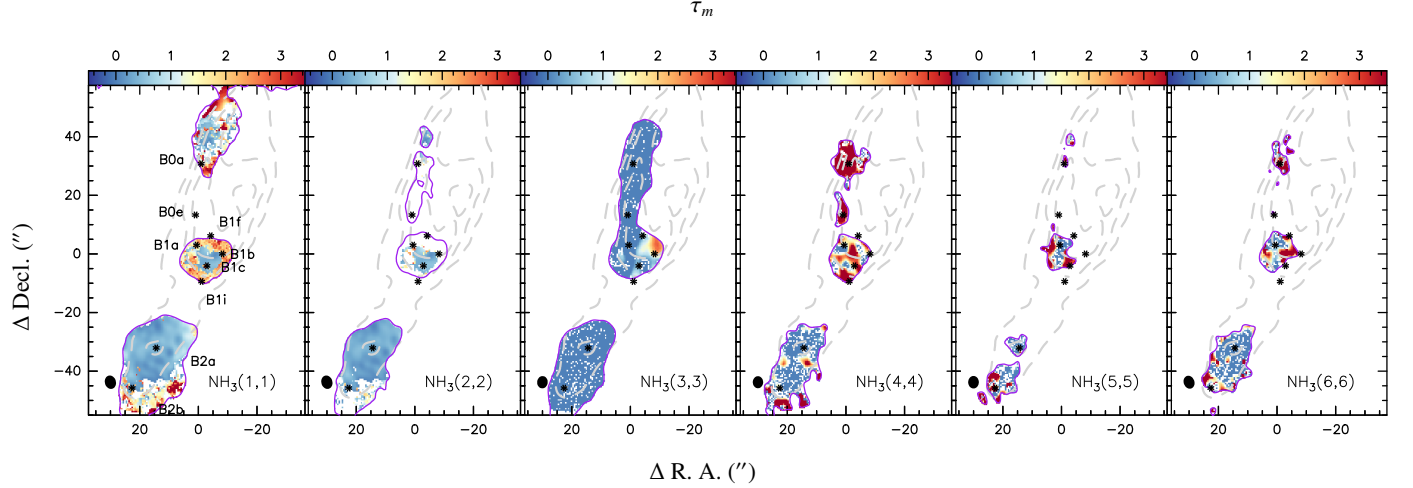 τm
0 1 2 3 0 1 2 3 0 1 2 3 0 1 2 3 0 1 2 3 0 1 2 3
40
20
0
−20
−40
B0a
B0e
B1f
B1a
B1b
B1c
B1i
B2a
B2b
NH3(1,1) NH3(2,2) NH3(3,3) NH3(4,4) NH3(5,5) NH3(6,6)
20 0 −20 20 0 −20 20 0 −20 20 0 −20 20 0 −20 20 0 −20
Δ Decl. (′′)
Δ R. A. (′′)